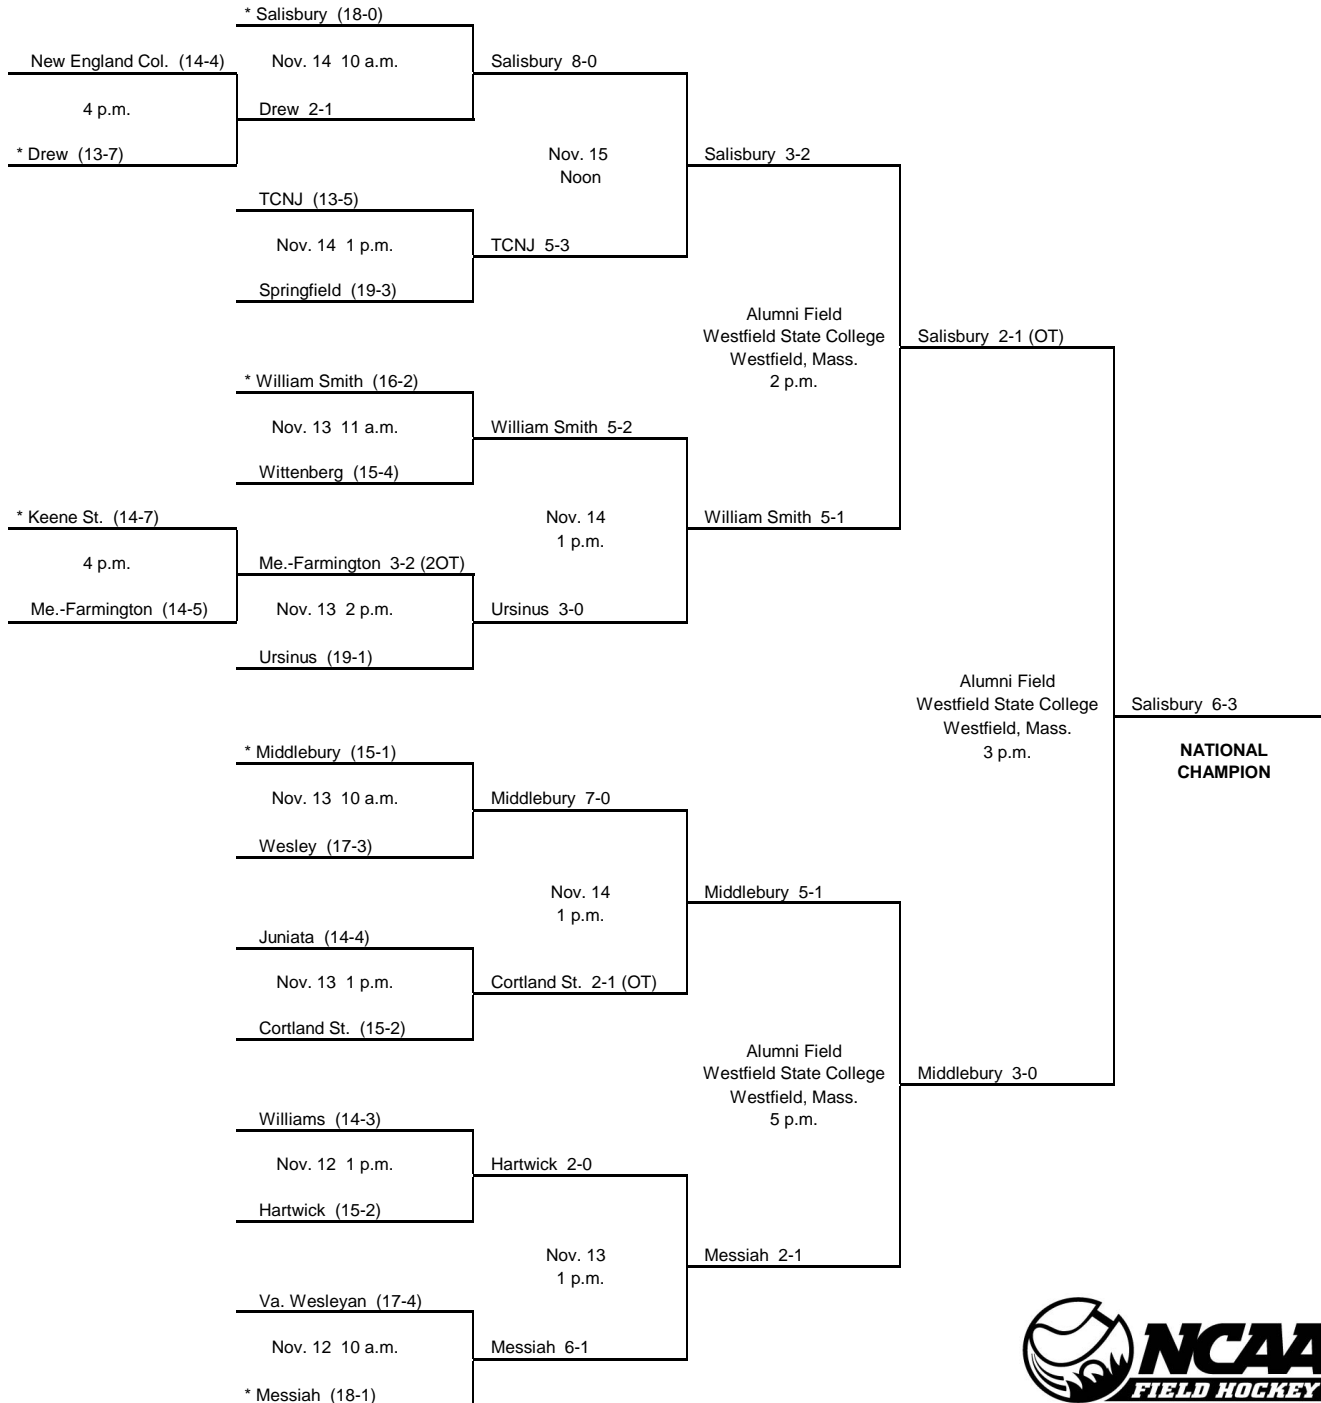 * Salisbury (18-0)
New England Col. (14-4)
Nov. 14 10 a.m.
Salisbury 8-0
4 p.m.
Drew 2-1
* Drew (13-7)
Nov. 15
Noon
Salisbury 3-2
TCNJ (13-5)
Nov. 14 1 p.m.
TCNJ 5-3
Springfield (19-3)
Alumni Field
Westfield State College
Westfield, Mass.
2 p.m.
Salisbury 2-1 (OT)
* William Smith (16-2)
Nov. 13 11 a.m.
William Smith 5-2
Wittenberg (15-4)
* Keene St. (14-7)
Nov. 14
1 p.m.
William Smith 5-1
4 p.m.
Me.-Farmington 3-2 (2OT)
Me.-Farmington (14-5)
Nov. 13 2 p.m.
Ursinus 3-0
Ursinus (19-1)
Alumni Field
Westfield State College
Westfield, Mass.
3 p.m.
Salisbury 6-3
NATIONAL
CHAMPION
* Middlebury (15-1)
Nov. 13 10 a.m.
Middlebury 7-0
Wesley (17-3)
Nov. 14
1 p.m.
Middlebury 5-1
Juniata (14-4)
Nov. 13 1 p.m.
Cortland St. 2-1 (OT)
Cortland St. (15-2)
Alumni Field
Westfield State College
Westfield, Mass.
5 p.m.
Middlebury 3-0
Williams (14-3)
Nov. 12 1 p.m.
Hartwick 2-0
Hartwick (15-2)
Nov. 13
1 p.m.
Messiah 2-1
Va. Wesleyan (17-4)
Nov. 12 10 a.m.
Messiah 6-1
* Messiah (18-1)
NCAA
FIELD HOCKEY